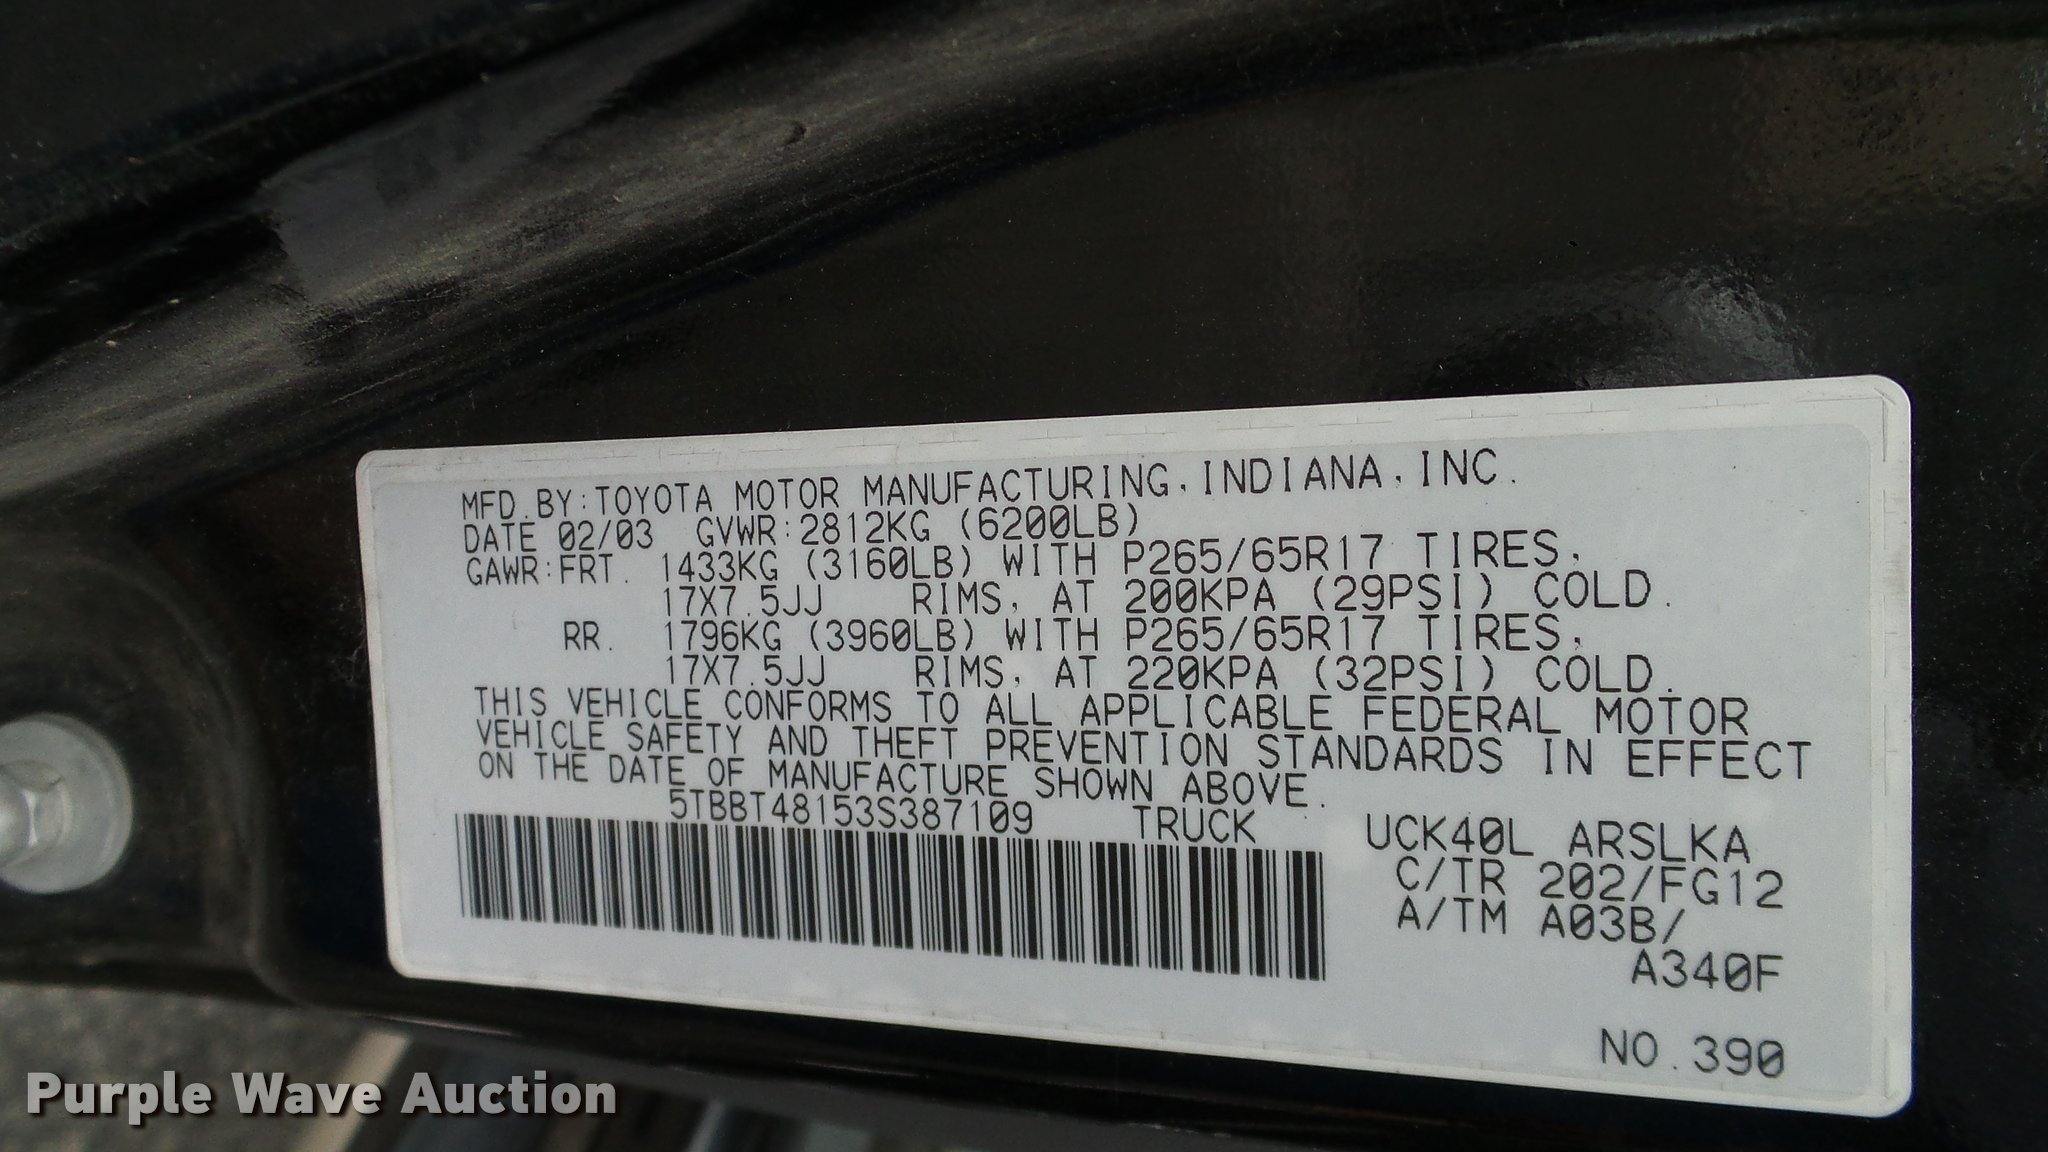 MFD.BY:TOYOTA MOTOR MANUFACTURING,INDIANA,INC.
DATE 02/03 GVWR:2812KG (6200LB)
GAWR:FRT. 1433KG (3160LB) WITH P265/65R17 TIRES,
17X7.5JJ RIMS, AT 200KPA (29PSI) COLD.
RR. 1796KG (3960LB) WITH P265/65R17 TIRES,
17X7.5JJ RIMS, AT 220KPA (32PSI) COLD.
THIS VEHICLE CONFORMS TO ALL APPLICABLE FEDERAL MOTOR
VEHICLE SAFETY AND THEFT PREVENTION STANDARDS IN EFFECT
ON THE DATE OF MANUFACTURE SHOWN ABOVE.
5TBBT48153S387109 TRUCK UCK40L ARSLKA
C/TR 202/FG12
A/TM A03B/
A340F
NO.390
Purple Wave Auction